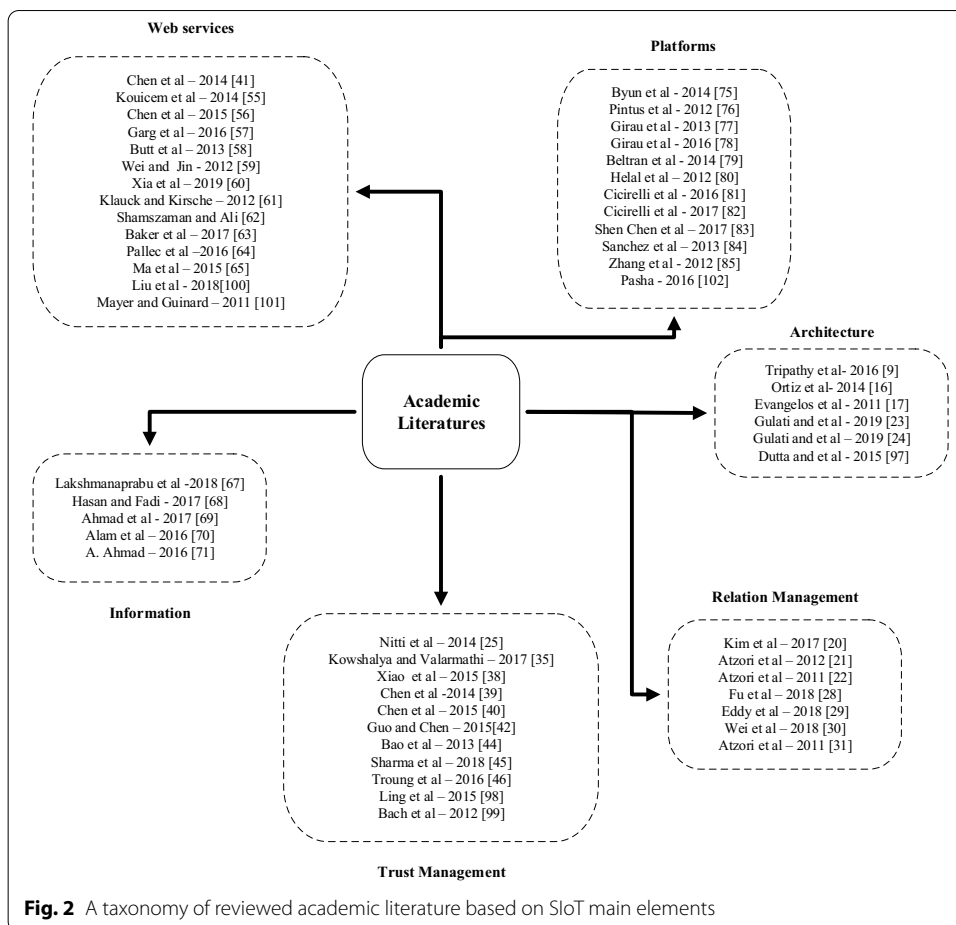 Web services
Chen et al – 2014 [41]
Kouicem et – 2014 [55]
Chen et al – 2015 [56]
Garg et al – 2016 [57]
Butt et al – 2013 [58]
Wei and Jin - 2012 [59]
Xia et al – 2019 [60]
Klauck and Kirsche – 2012 [61]
Shamszaman and Ali [62]
Baker et al – 2017 [63]
Pallec et al –2016 [64]
Ma et al – 2015 [65]
Liu et al – 2018[100]
Mayer and Guinard – 2011 [101]
Platforms
Byun et al - 2014 [75]
Pintus et al - 2012 [76]
Girau et al - 2013 [77]
Girau et al - 2016 [78]
Beltran et al - 2014 [79]
Helal et al – 2012 [80]
Cicirelli et al - 2016 [81]
Cicirelli et al - 2017 [82]
Shen Chen et al - 2017 [83]
Sanchez et al - 2013 [84]
Zhang et al - 2012 [85]
Pasha - 2016 [102]
Architecture
Tripathy et al- 2016 [9]
Ortiz et al- 2014 [16]
Evangelos et al - 2011 [17]
Gulati and et al - 2019 [23]
Gulati and et al – 2019 [24]
Dutta and et al - 2015 [97]
Academic
Literatures
Lakshmanaprabu et al -2018 [67]
Hasan and Fadi - 2017 [68]
Ahmad et al - 2017 [69]
Alam et al – 2016 [70]
A. Ahmad – 2016 [71]
Information
Relation Management
Kim et al – 2017 [20]
Atzori et al – 2012 [21]
Atzori et al – 2011 [22]
Fu et al – 2018 [28]
Eddy et al – 2018 [29]
Wei et al – 2018 [30]
Atzori et al – 2011 [31]
Nitti et al – 2014 [25]
Kowshalya and Valarmathi – 2017 [35]
Xiao et al – 2015 [38]
Chen et al -2014 [39]
Chen et al – 2015 [40]
Guo and Chen – 2015[42]
Bao et al – 2013 [44]
Sharma et al – 2018 [45]
Troung et al – 2016 [46]
Ling et al – 2015 [98]
Bach et al – 2012 [99]
Trust Management
Fig. 2 A taxonomy of reviewed academic literature based on SIoT main elements